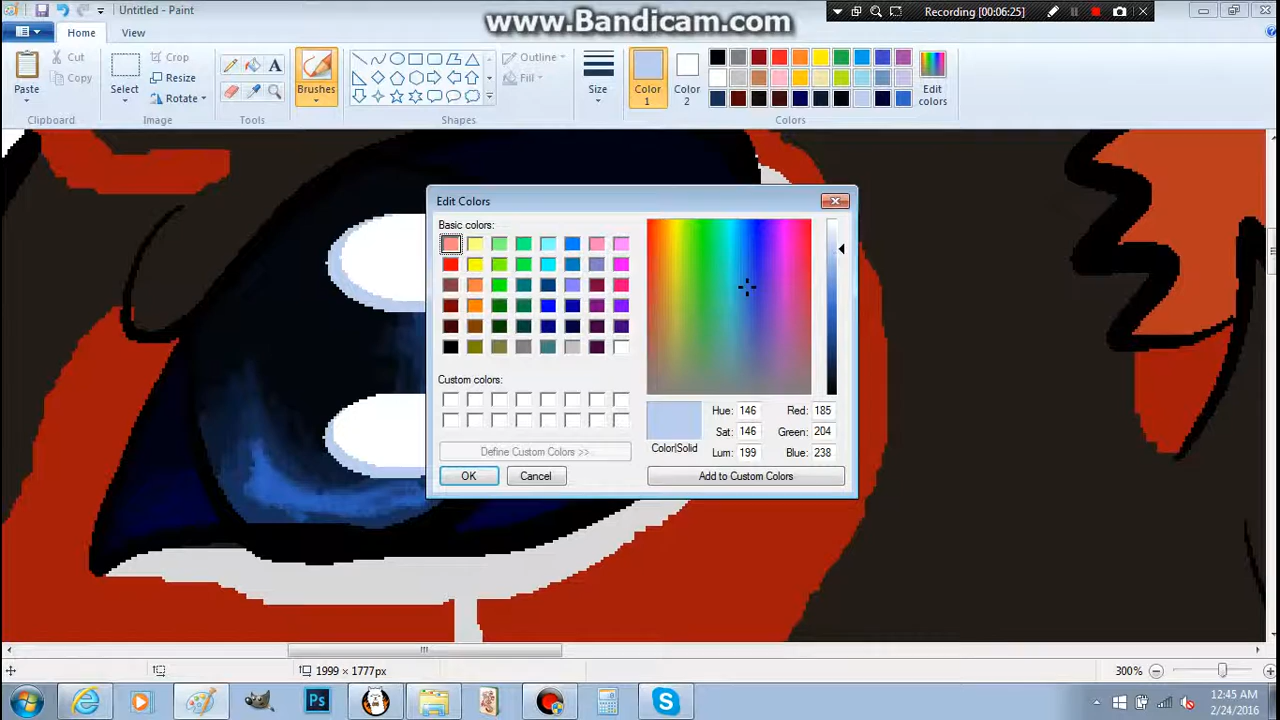 www.Bandicam.com
Untitled - Paint
Recording [00:06:25]
Home
View
Cut
Copy
Paste
Clipboard
Crop
Resize
Rotate
Select
Image
Tools
Brushes
Outline
Fill
Shapes
Size
Color 1
Color 2
Edit colors
Colors
Edit Colors
Basic colors:
Custom colors:
Define Custom Colors >>
OK
Cancel
Color|Solid
Hue: 146
Red: 185
Sat: 146
Green: 204
Lum: 199
Blue: 238
Add to Custom Colors
1999 × 1777px
300%
Ps
12:45 AM
2/24/2016